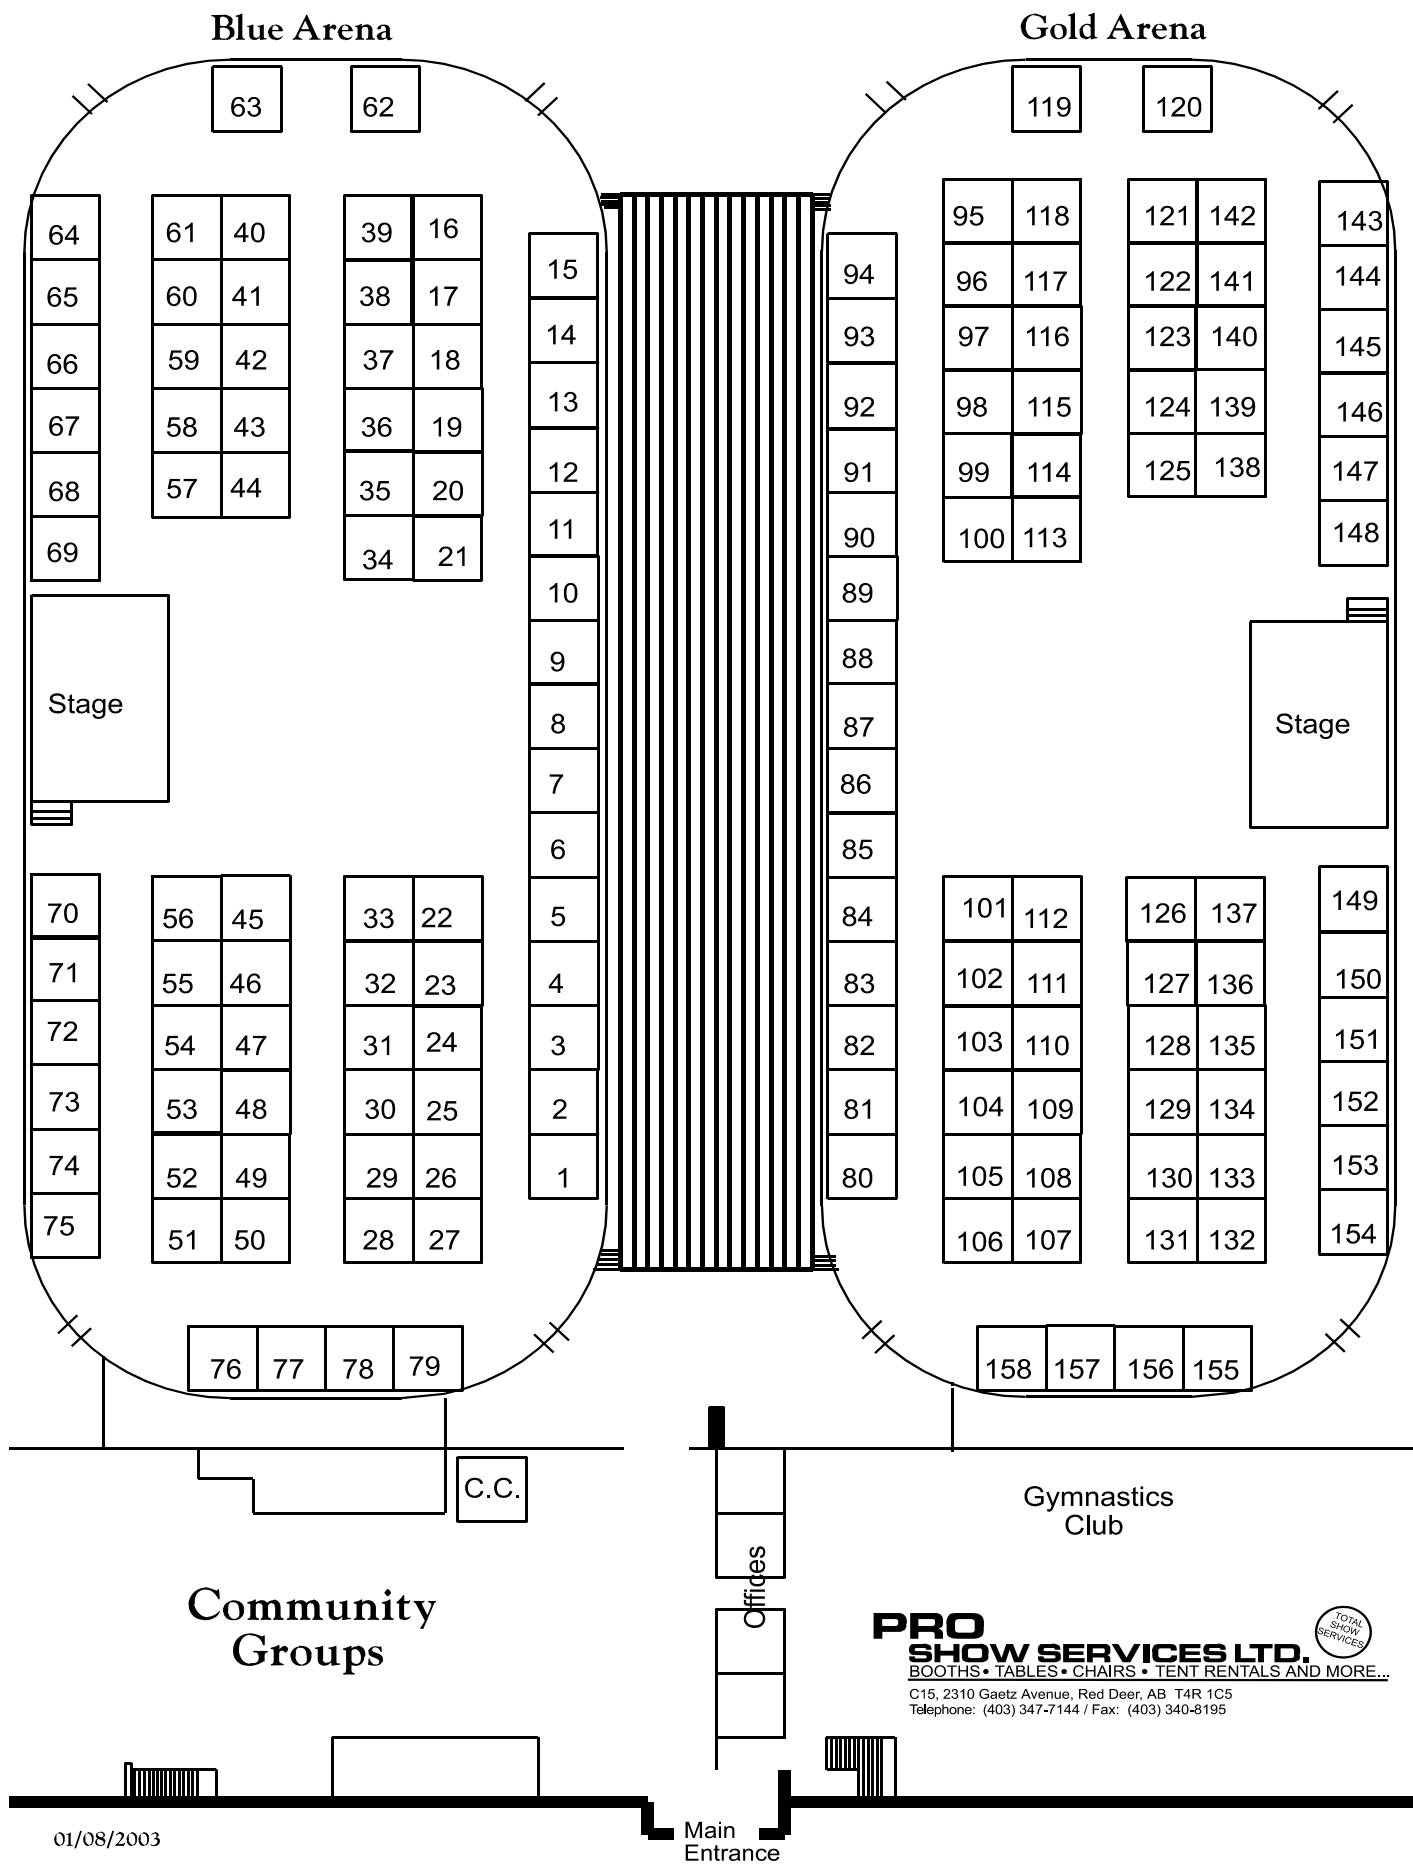 Blue Arena
Gold Arena
63 62
119 120
64 61 40 39 16
95 118 121 142 143
15
94
65 60 41 38 17
96 117 122 141 144
14
93
66 59 42 37 18
97 116 123 140 145
13
92
67 58 43 36 19
98 115 124 139 146
12
91
68 57 44 35 20
99 114 125 138 147
11
90
69 34 21
100 113 148
10
89
9
88
Stage
8
87
Stage
7
86
6
85
70 56 45 33 22 5
84 101 112 126 137 149
71 55 46 32 23 4
83 102 111 127 136 150
72 54 47 31 24 3
82 103 110 128 135 151
73 53 48 30 25 2
81 104 109 129 134 152
74 52 49 29 26 1
80 105 108 130 133 153
75 51 50 28 27
106 107 131 132 154
76 77 78 79
158 157 156 155
C.C.
Gymnastics
Club
Offices
Community
Groups
PRO
SHOW SERVICES LTD.
TOTAL
SHOW
SERVICES
BOOTHS • TABLES • CHAIRS • TENT RENTALS AND MORE...
C15, 2310 Gaetz Avenue, Red Deer, AB T4R 1C5
Telephone: (403) 347-7144 / Fax: (403) 340-8195
01/08/2003
Main
Entrance